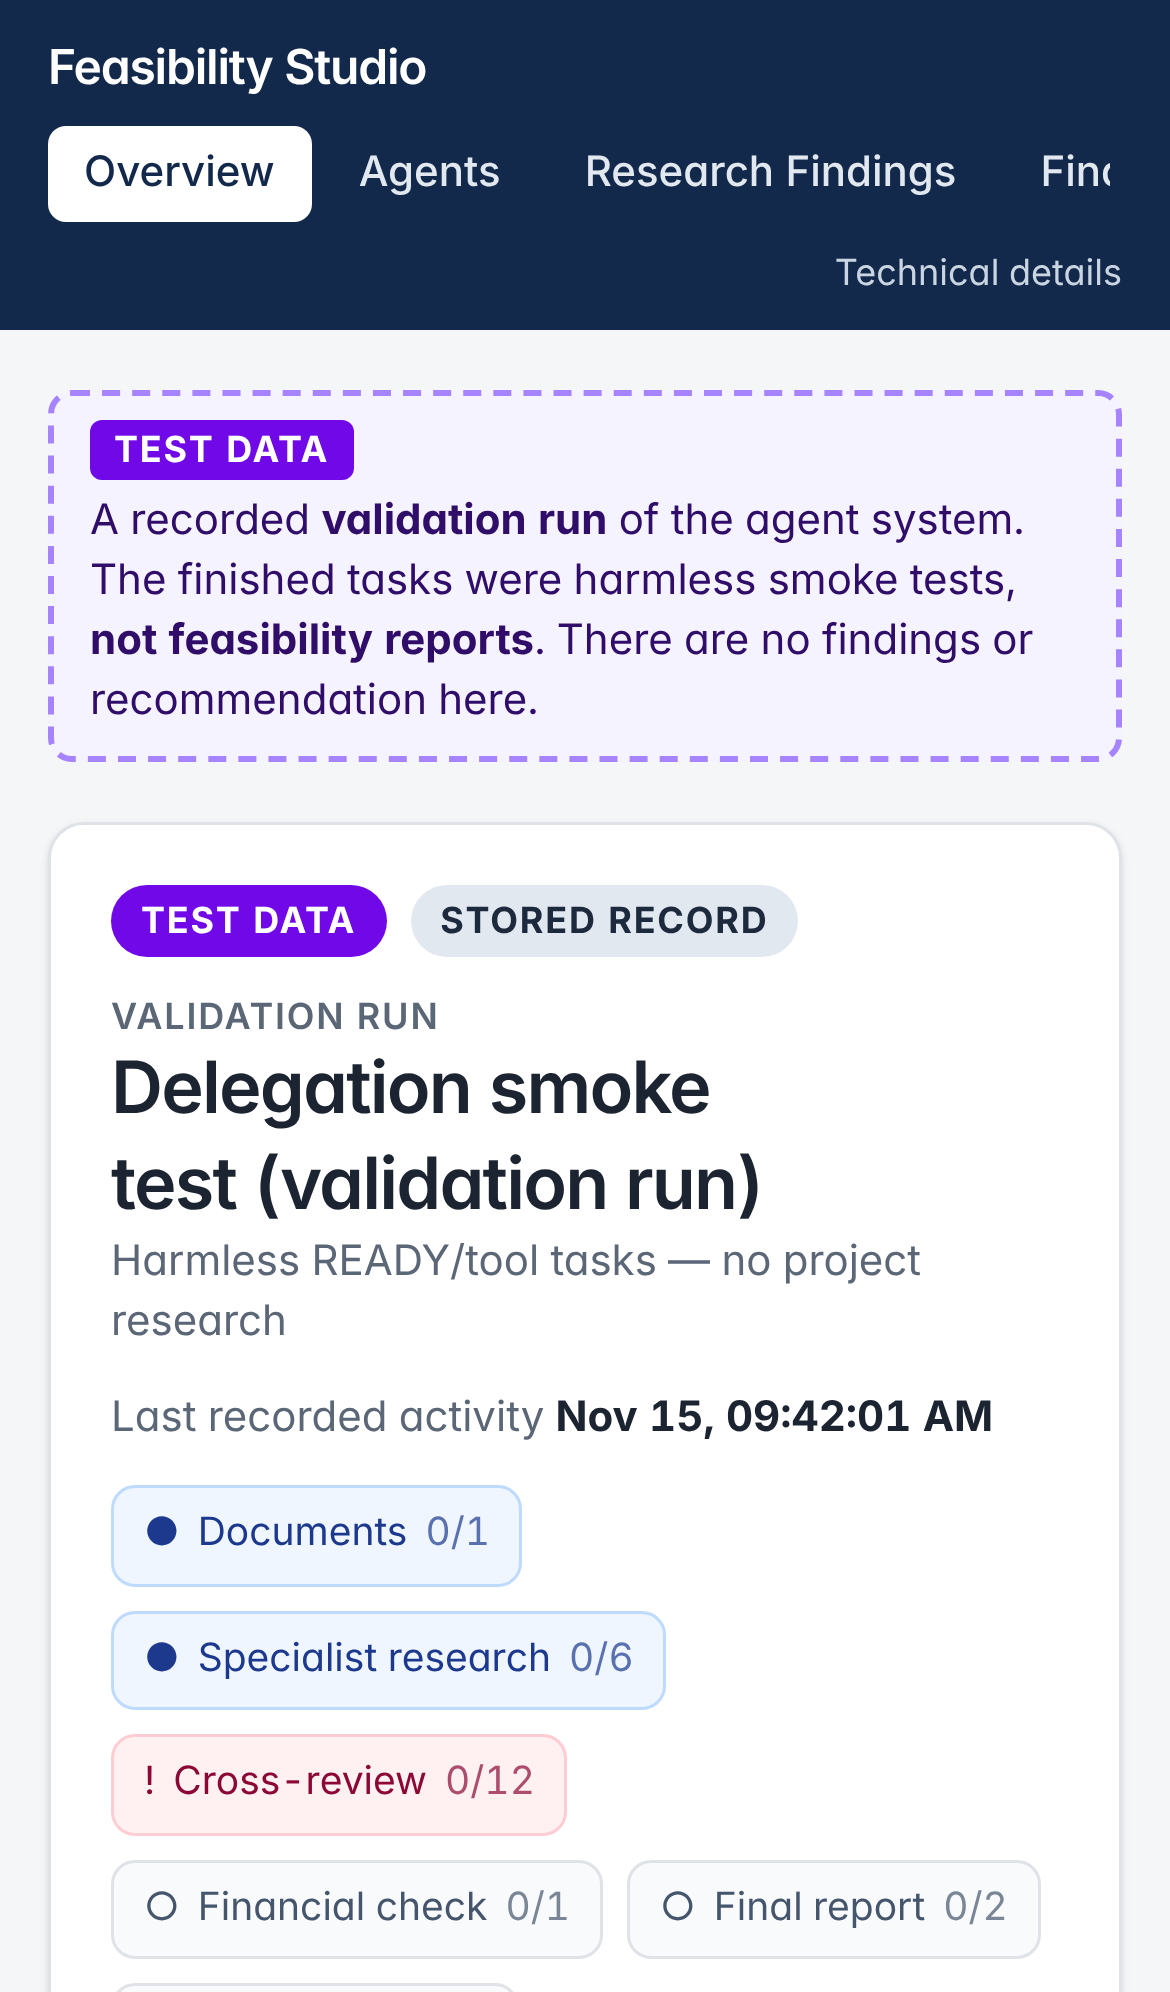 Feasibility Studio
Overview Agents Research Findings
Technical details
TEST DATA
A recorded validation run of the agent system.
The finished tasks were harmless smoke tests,
not feasibility reports. There are no findings or
recommendation here.
TEST DATA STORED RECORD
VALIDATION RUN
Delegation smoke
test (validation run)
Harmless READY/tool tasks — no project
research
Last recorded activity Nov 15, 09:42:01 AM
Documents 0/1
Specialist research 0/6
! Cross-review 0/12
Financial check 0/1 Final report 0/2